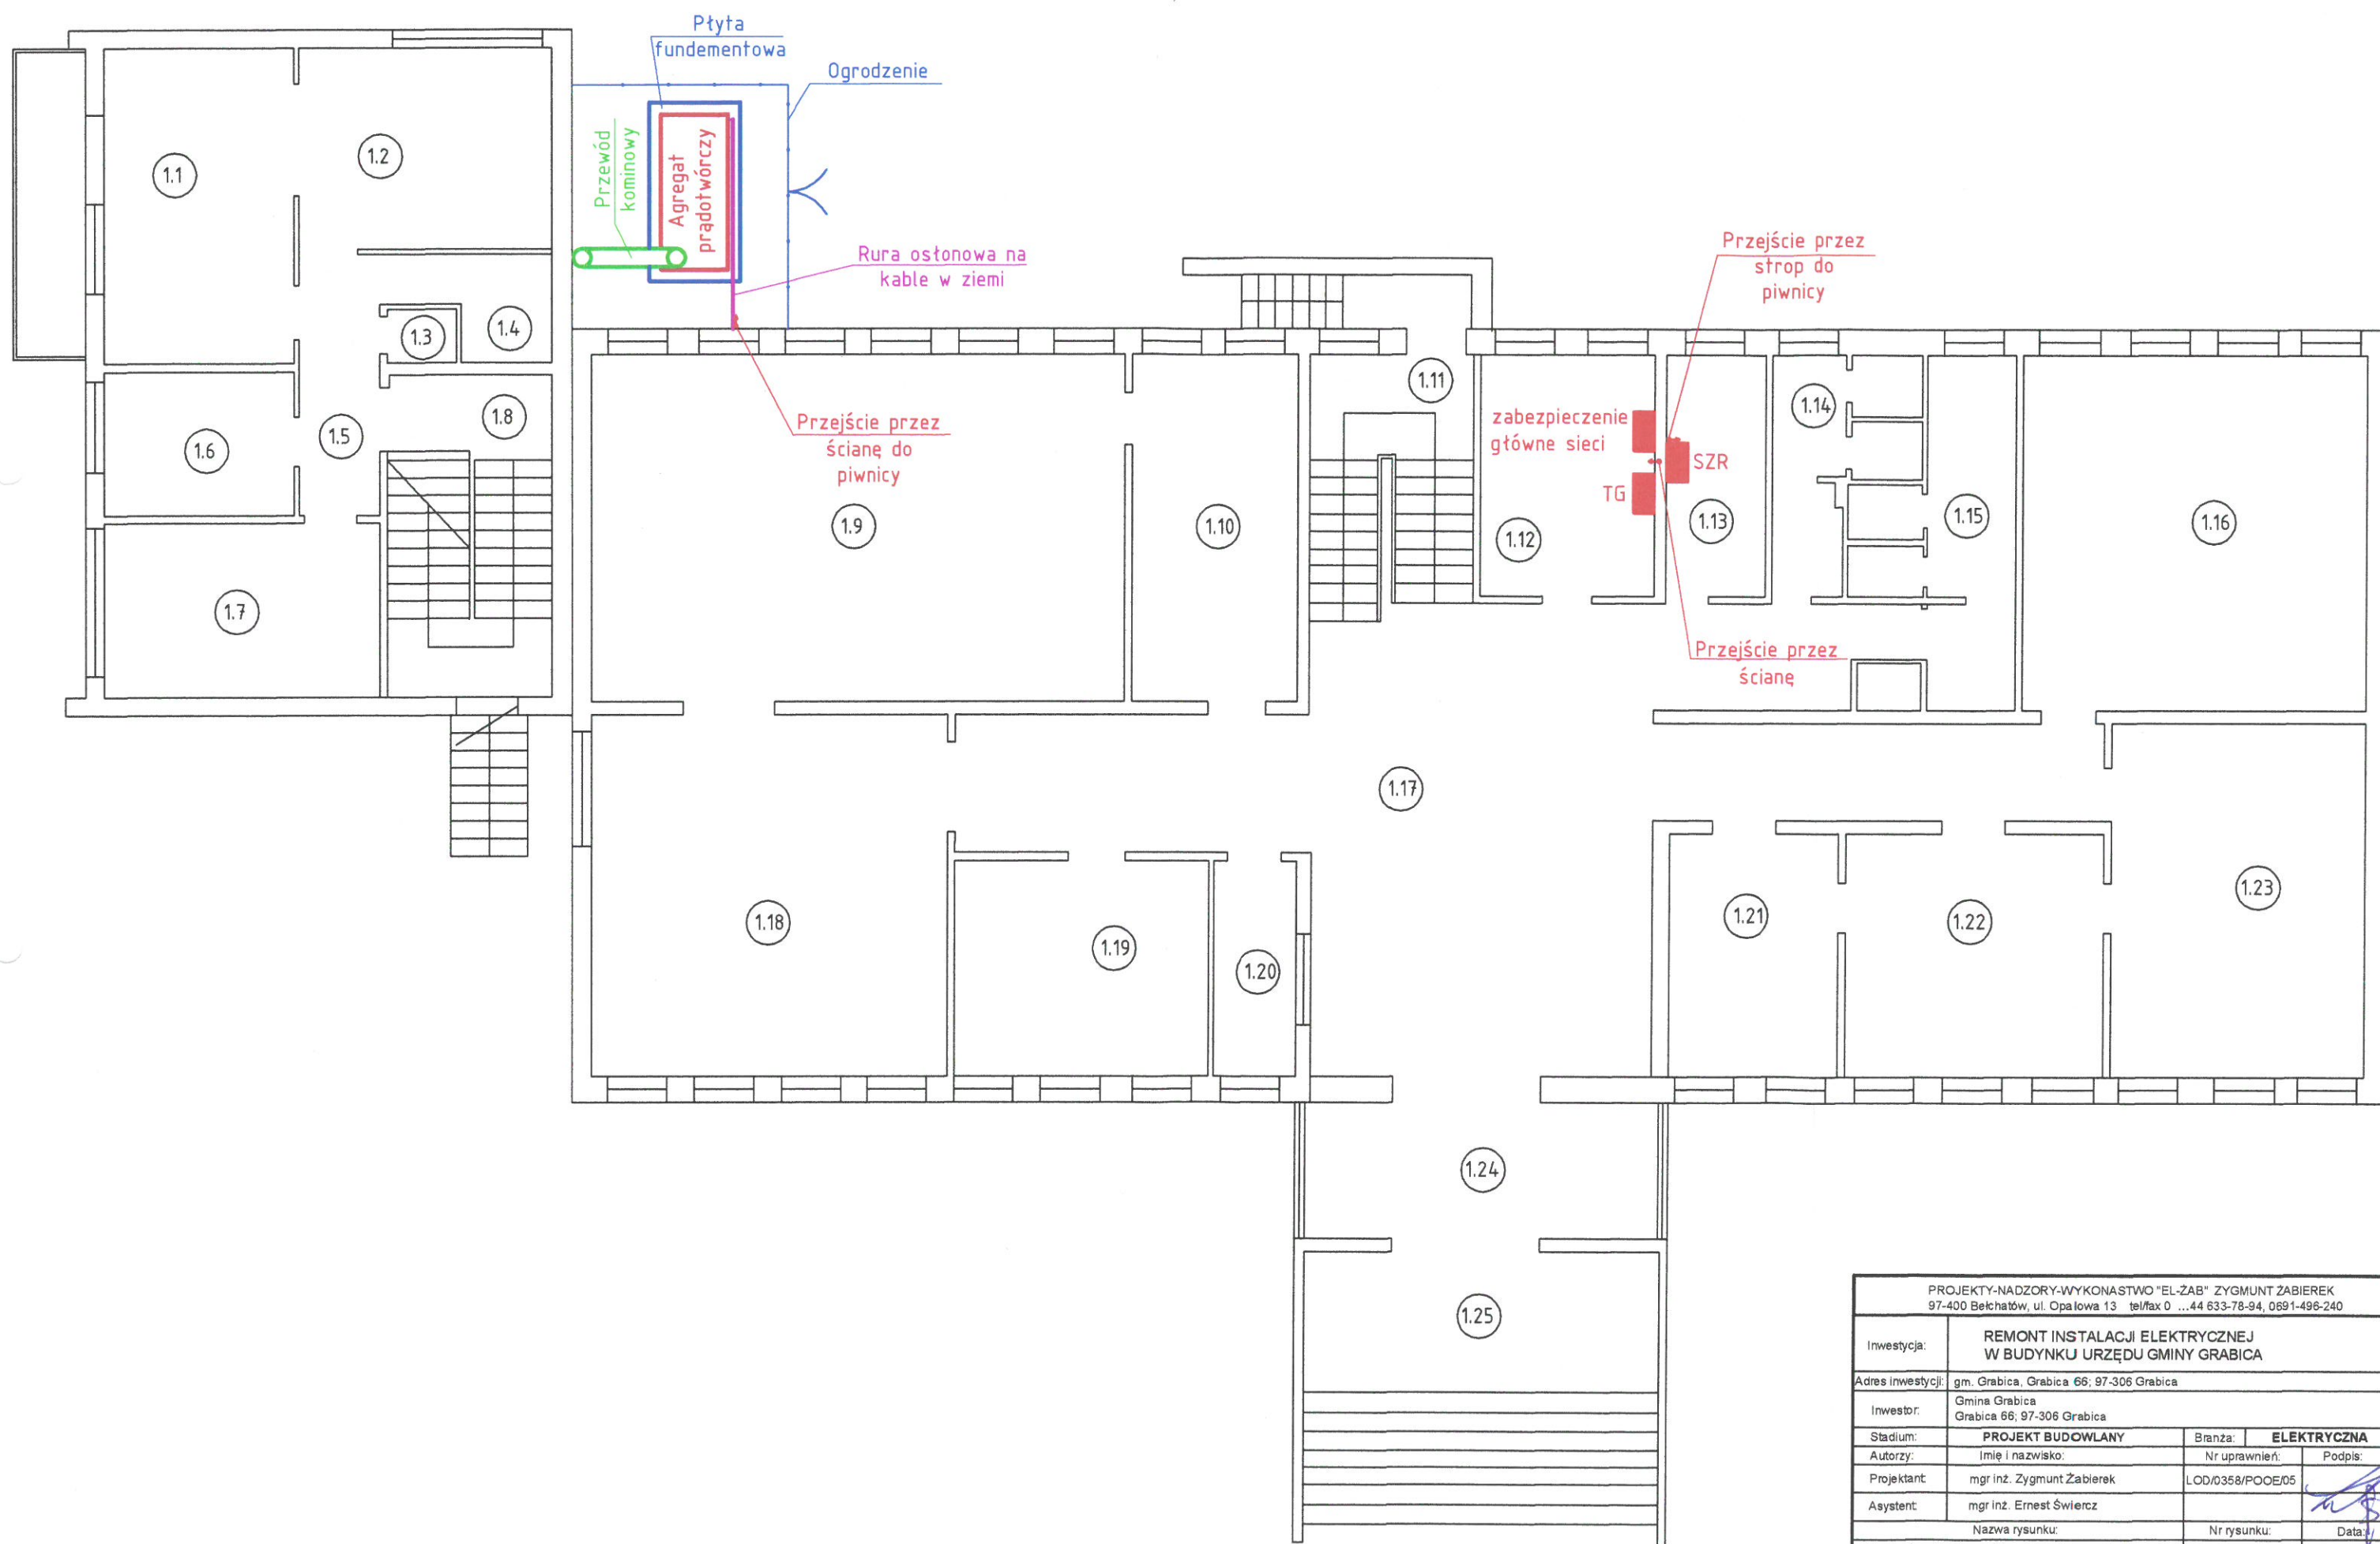 Płyta
fundementowa
Ogrodzenie
Przewód
kominowy
Agregat
prądotwórczy
Rura osłonowa na
kable w ziemi
Przejście przez
ścianę do
piwnicy
Przejście przez
strop do
piwnicy
zabezpieczenie
główne sieci
SZR
TG
Przejście przez
ścianę
1.1
1.2
1.3
1.4
1.5
1.6
1.7
1.8
1.9
1.10
1.11
1.12
1.13
1.14
1.15
1.16
1.17
1.18
1.19
1.20
1.21
1.22
1.23
1.24
1.25
PROJEKTY-NADZORY-WYKONASTWO "EL-ŻAB" ZYGMUNT ŻABIEREK
97-400 Bełchatów, ul. Opalowa 13 tel/fax 0 ...44 633-78-94, 0691-496-240
Inwestycja: REMONT INSTALACJI ELEKTRYCZNEJ
W BUDYNKU URZĘDU GMINY GRABICA
Adres inwestycji: gm. Grabica, Grabica 66; 97-306 Grabica
Inwestor: Gmina Grabica
Grabica 66; 97-306 Grabica
Stadium: PROJEKT BUDOWLANY Branża: ELEKTRYCZNA
Autorzy: Imię i nazwisko: Nr uprawnień: Podpis:
Projektant: mgr inż. Zygmunt Żabierek LOD/0358/POOE/05
Asystent: mgr inż. Ernest Świercz
Nazwa rysunku: Nr rysunku: Data: